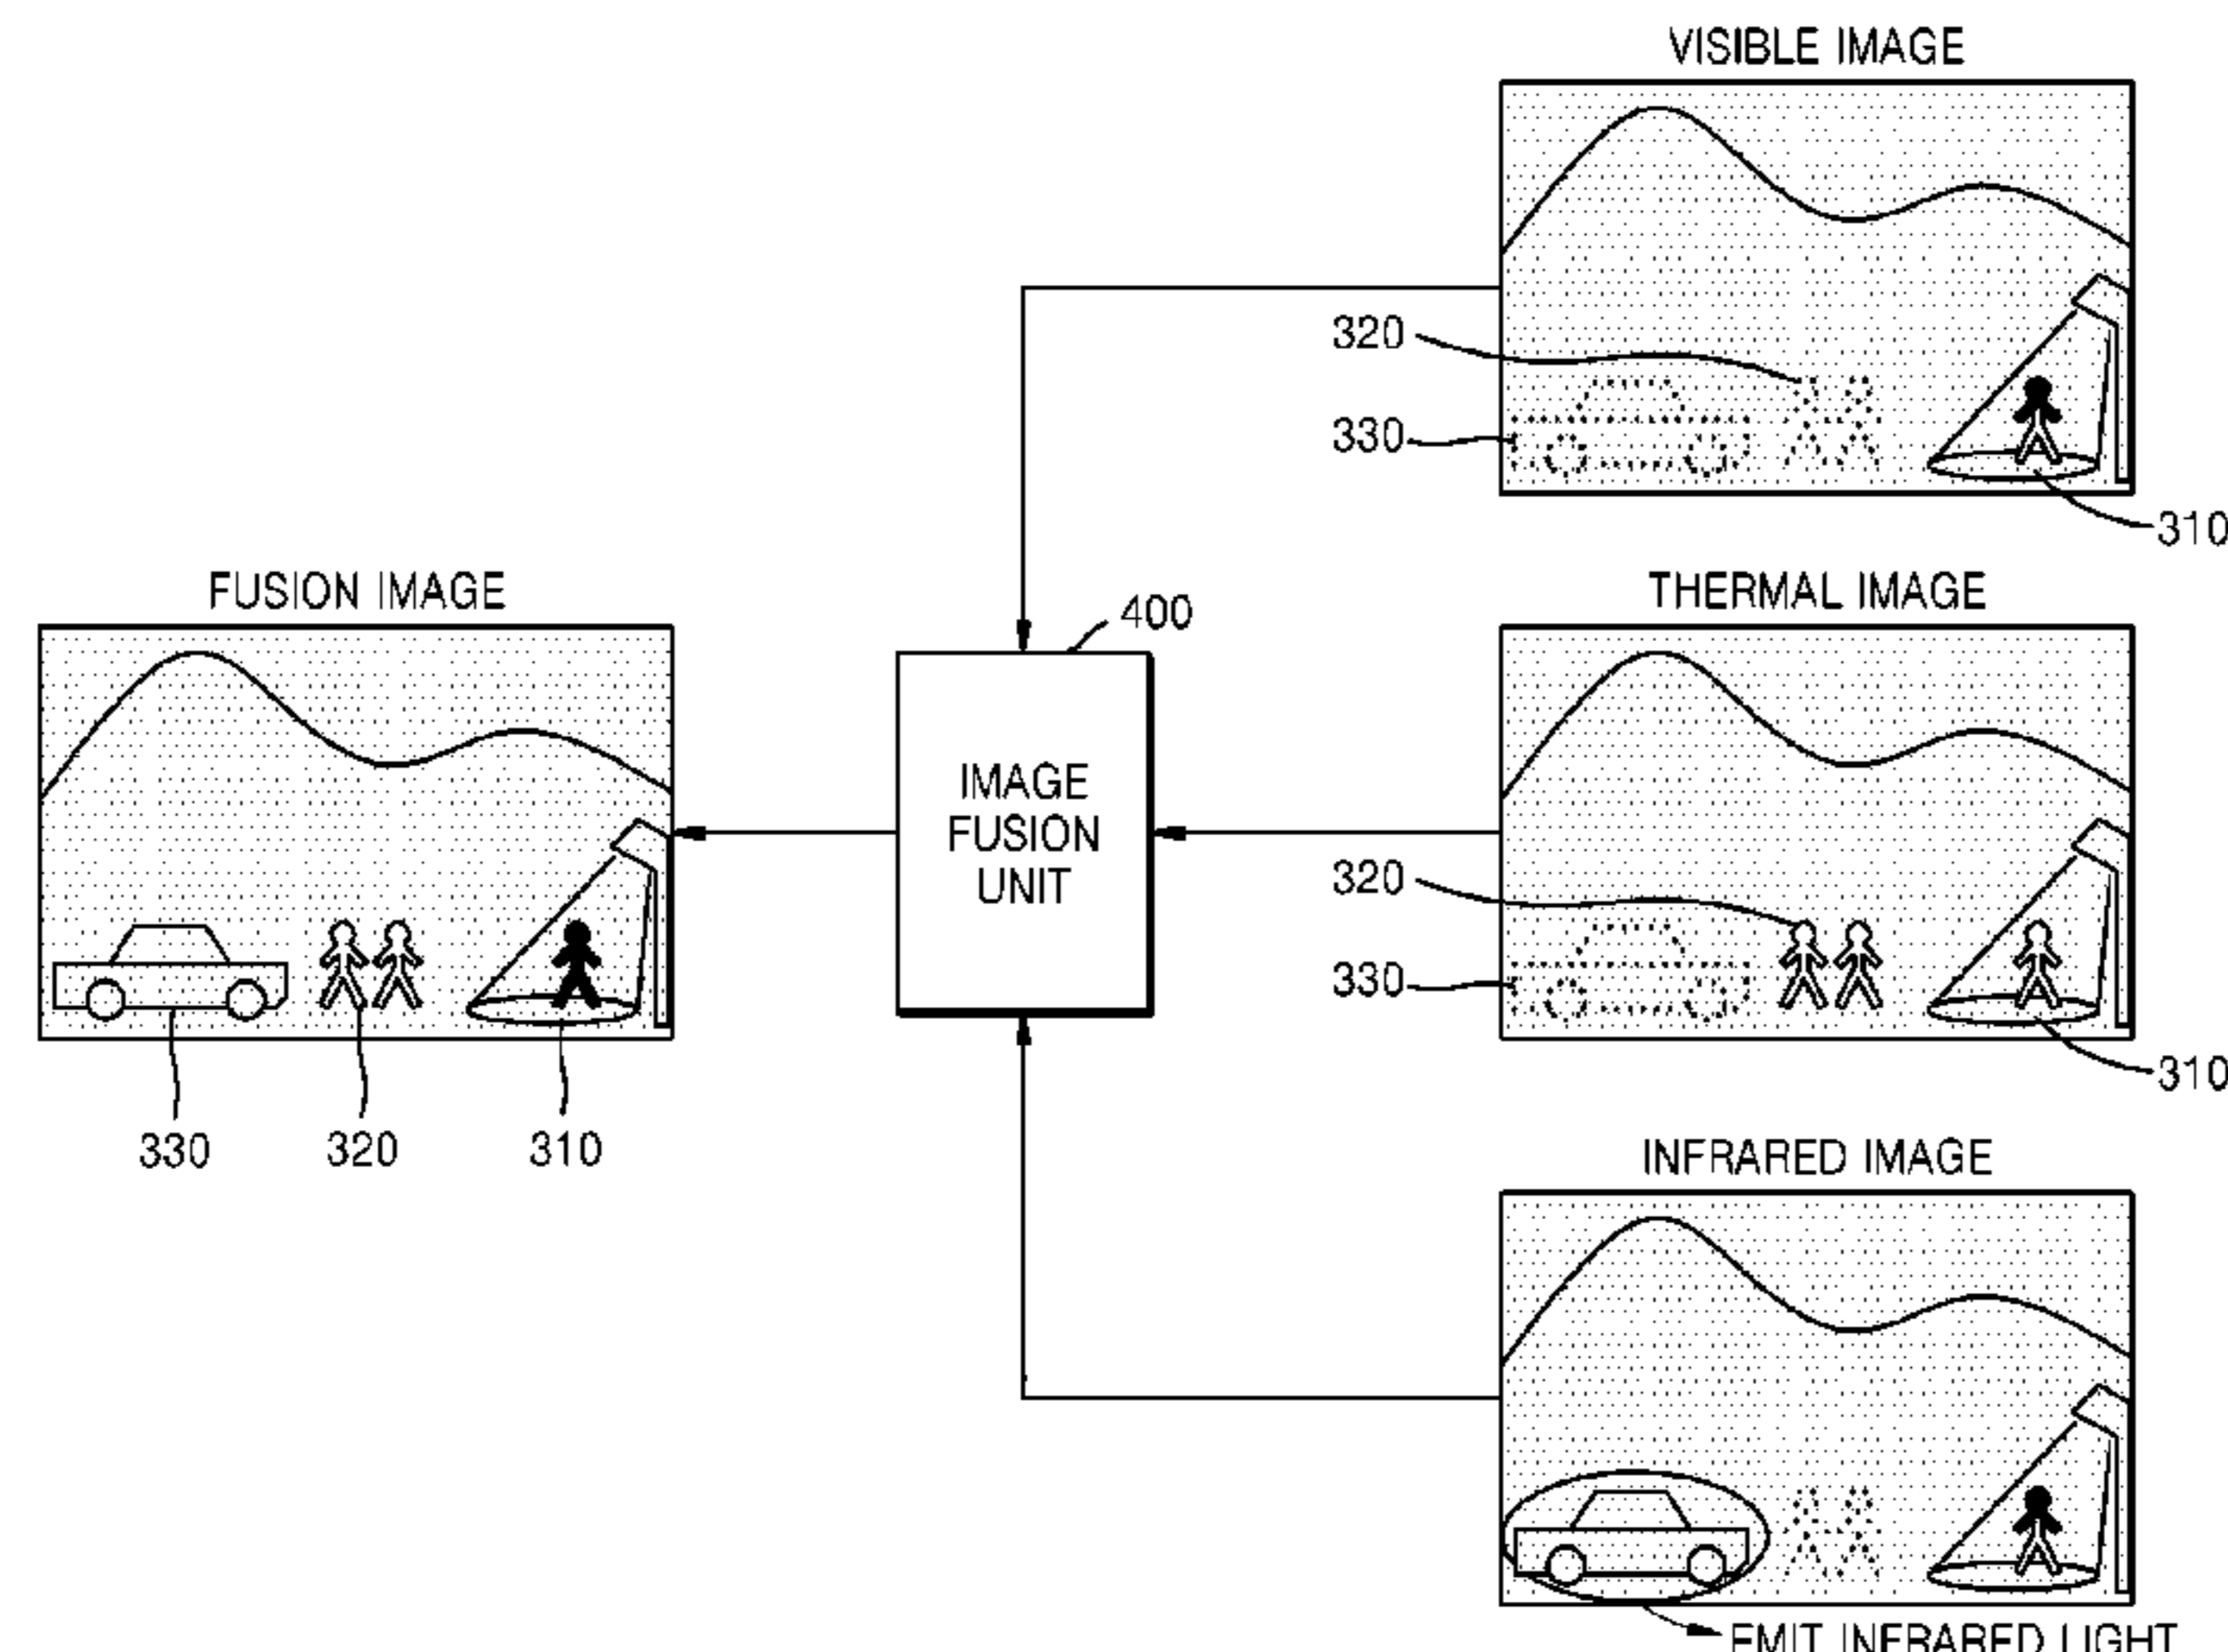 VISIBLE IMAGE
320
330
310
FUSION IMAGE
400
THERMAL IMAGE
IMAGE
FUSION
UNIT
320
330
310
330
320
310
INFRARED IMAGE
EMIT INFRARED LIGHT